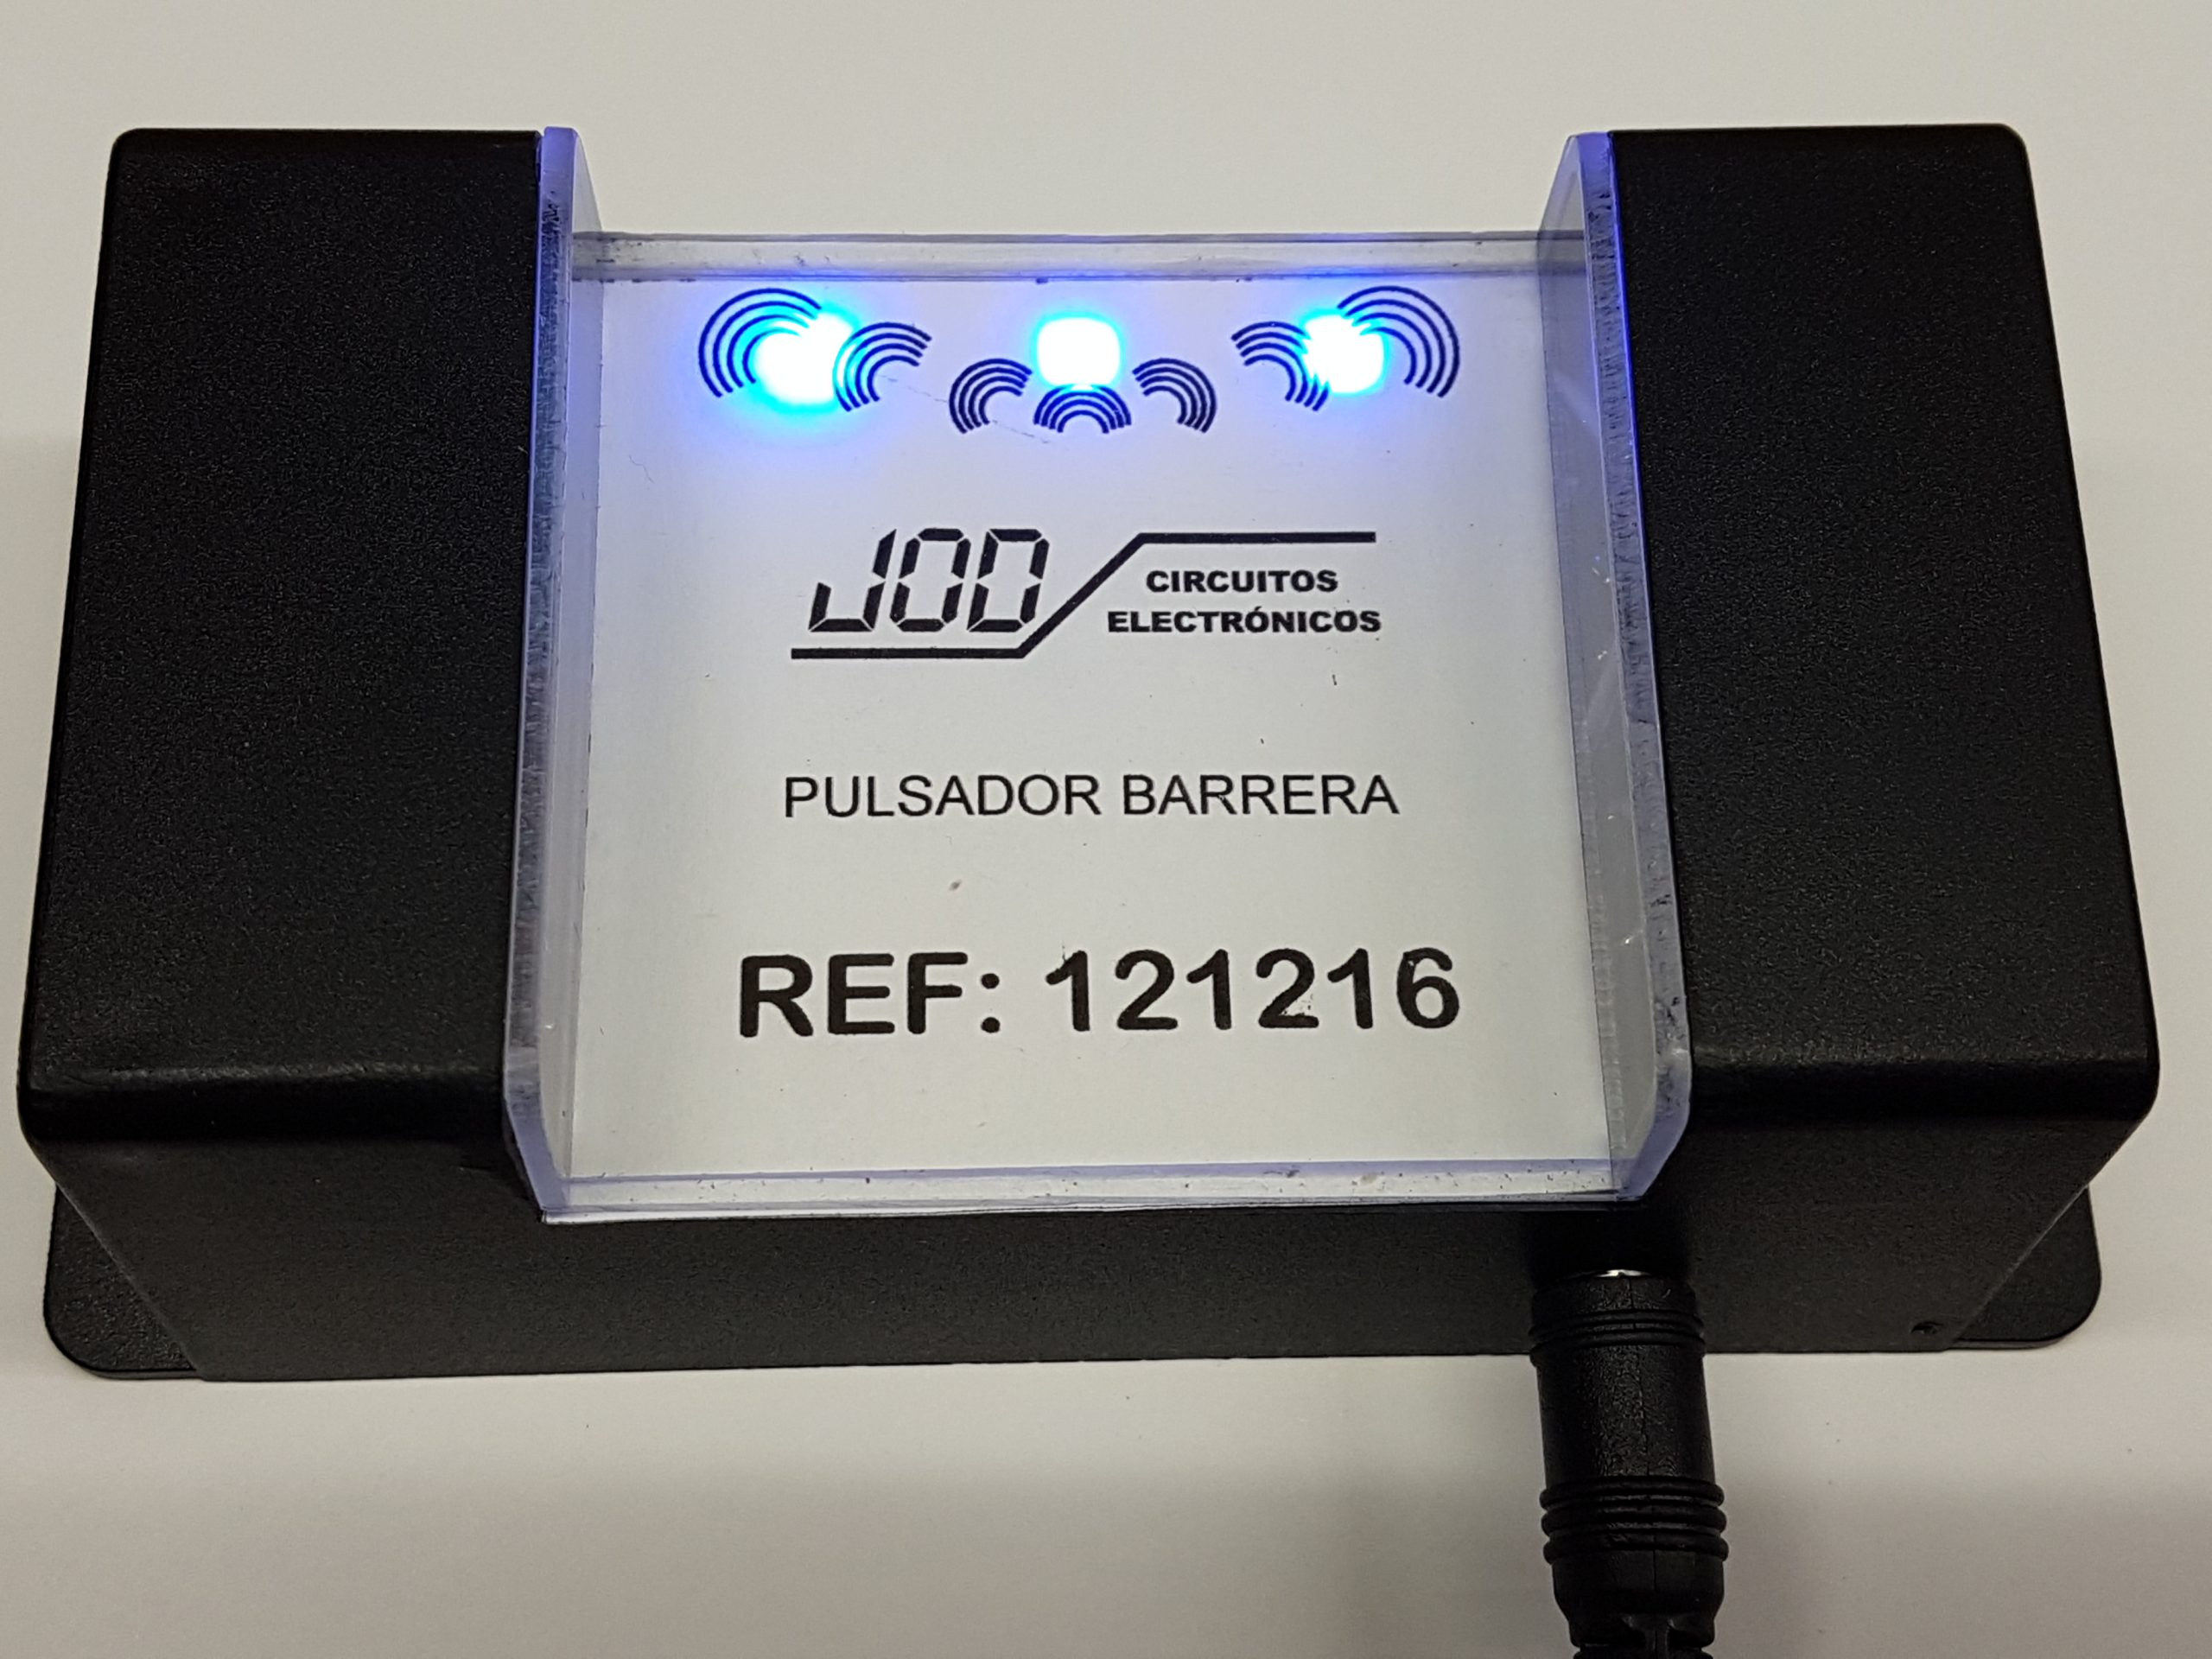 JOD
CIRCUITOS
ELECTRÓNICOS
PULSADOR BARRERA
REF: 121216